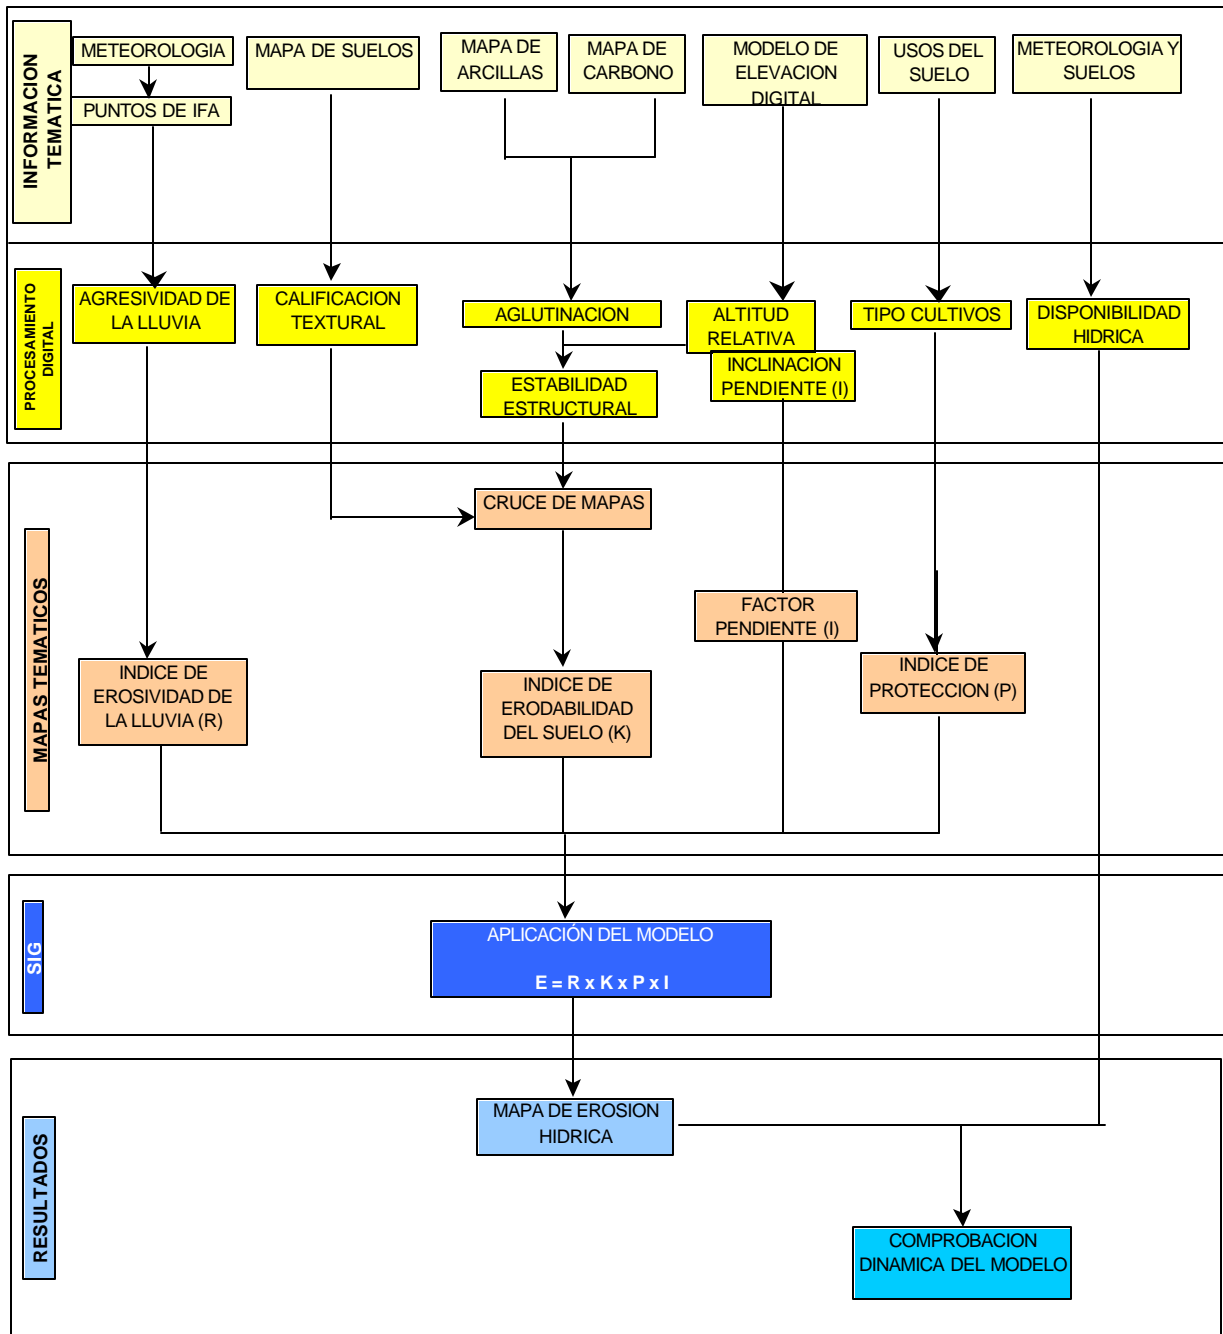 INFORMACION
TEMATICA
METEOROLOGIA
PUNTOS DE IFA
MAPA DE SUELOS
MAPA DE
ARCILLAS
MAPA DE
CARBONO
MODELO DE
ELEVACION
DIGITAL
USOS DEL
SUELO
METEOROLOGIA Y
SUELOS
PROCESAMIENTO
DIGITAL
AGRESIVIDAD DE
LA LLUVIA
CALIFICACION
TEXTURAL
AGLUTINACION
ALTITUD
RELATIVA
TIPO CULTIVOS
DISPONIBILIDAD
HIDRICA
INCLINACION
PENDIENTE (I)
ESTABILIDAD
ESTRUCTURAL
MAPAS TEMATICOS
CRUCE DE MAPAS
FACTOR
PENDIENTE (I)
INDICE DE
EROSIVIDAD DE
LA LLUVIA (R)
INDICE DE
ERODABILIDAD
DEL SUELO (K)
INDICE DE
PROTECCION (P)
SIG
APLICACIÓN DEL MODELO
E = R x K x P x I
RESULTADOS
MAPA DE EROSION
HIDRICA
COMPROBACION
DINAMICA DEL MODELO